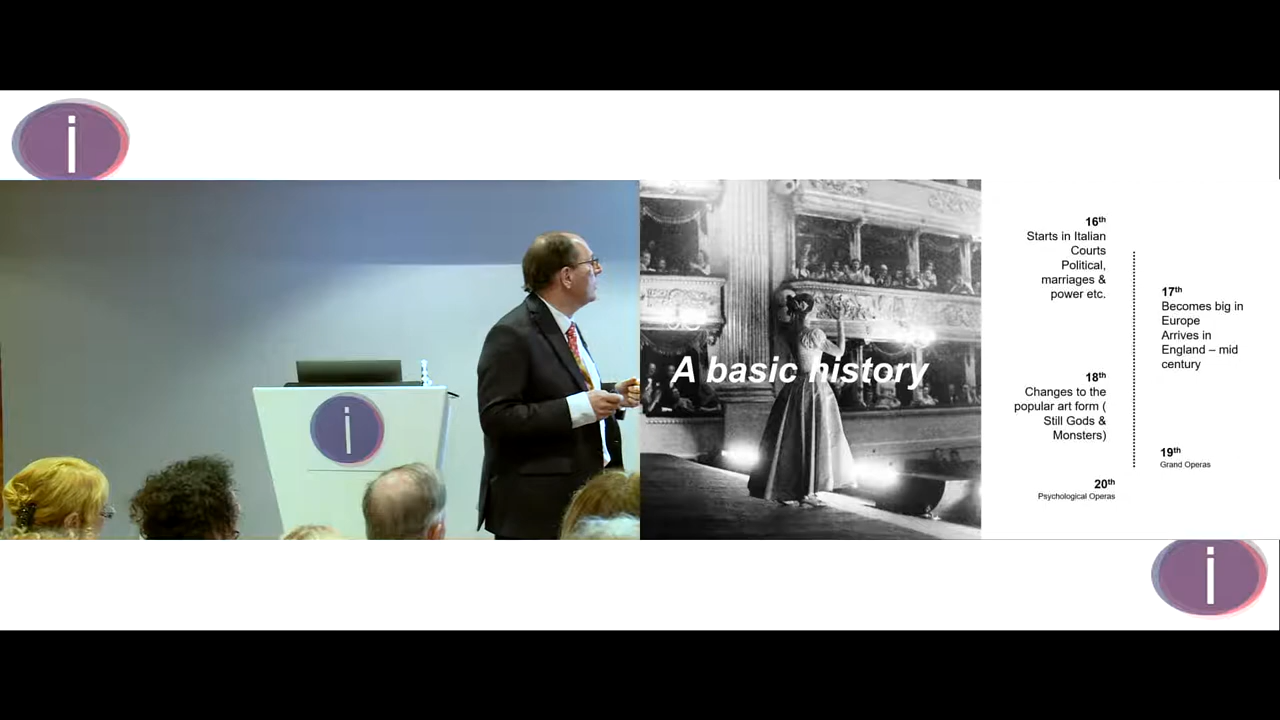 i
i
A basic history
16th
Starts in Italian
Courts
Political,
marriages &
power etc.
17th
Becomes big in
Europe
Arrives in
England – mid
century
18th
Changes to the
popular art form (
Still Gods &
Monsters)
19th
Grand Operas
20th
Psychological Operas
i